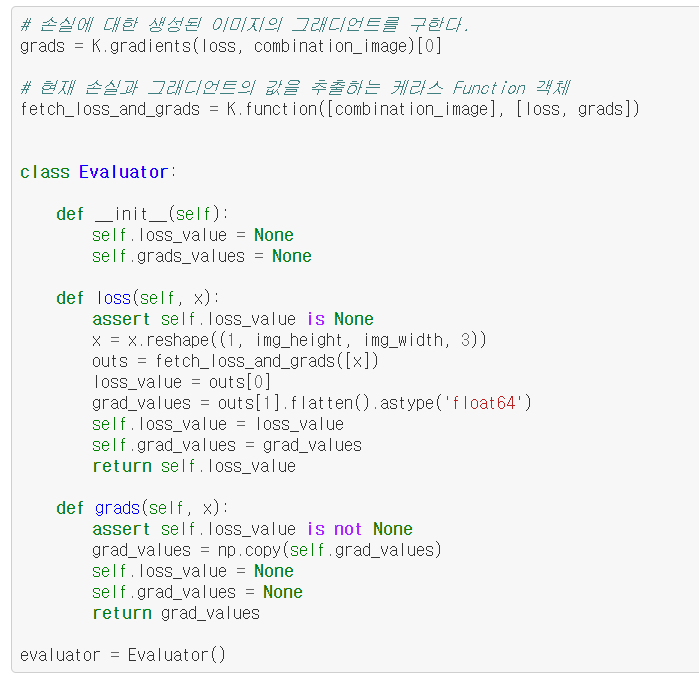 # 손실에 대한 생성된 이미지의 그래디언트를 구한다.
grads = K.gradients(loss, combination_image)[0]

# 현재 손실과 그래디언트의 값을 추출하는 케라스 Function 객체
fetch_loss_and_grads = K.function([combination_image], [loss, grads])


class Evaluator:

    def __init__(self):
        self.loss_value = None
        self.grads_values = None

    def loss(self, x):
        assert self.loss_value is None
        x = x.reshape((1, img_height, img_width, 3))
        outs = fetch_loss_and_grads([x])
        loss_value = outs[0]
        grad_values = outs[1].flatten().astype('float64')
        self.loss_value = loss_value
        self.grad_values = grad_values
        return self.loss_value

    def grads(self, x):
        assert self.loss_value is not None
        grad_values = np.copy(self.grad_values)
        self.loss_value = None
        self.grad_values = None
        return grad_values

evaluator = Evaluator()